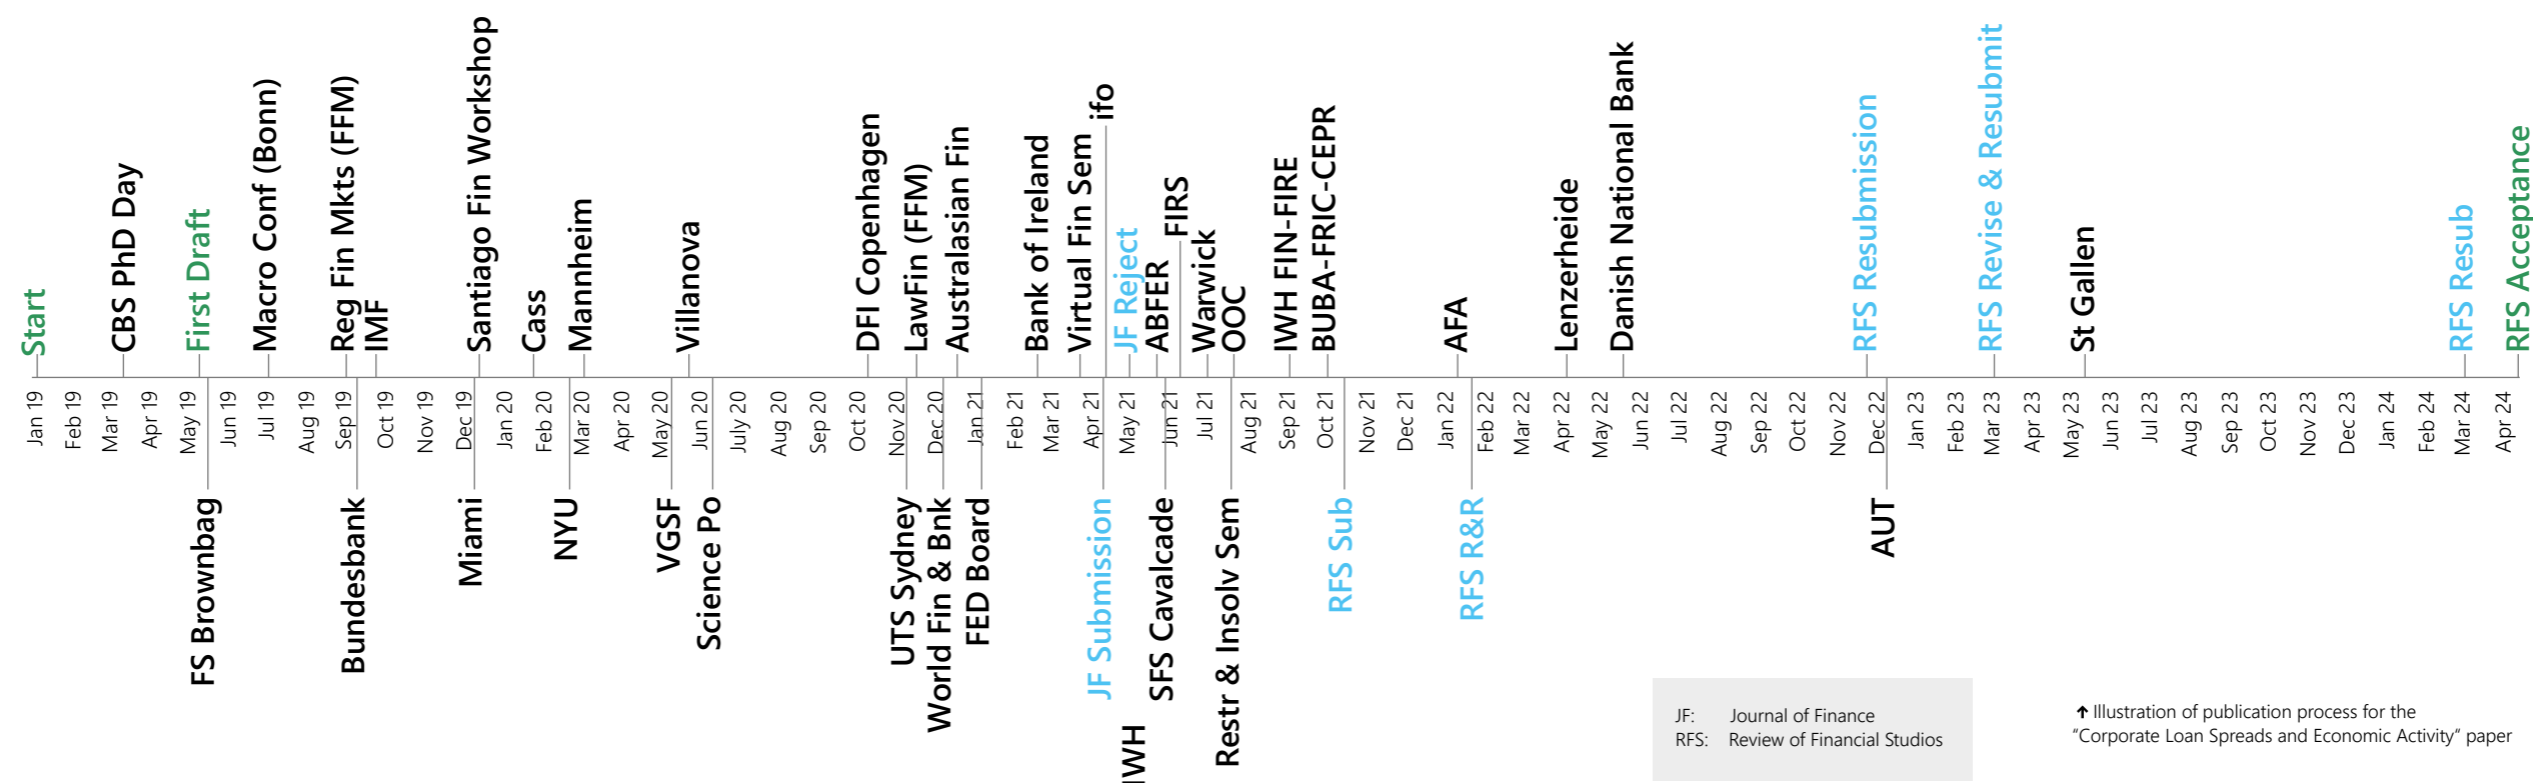 Start
CBS PhD Day
First Draft
Macro Conf (Bonn)
Reg Fin Mkts (FFM)
IMF
Santiago Fin Workshop
Cass
Mannheim
Villanova
DFI Copenhagen
LawFin (FFM)
Australasian Fin
Bank of Ireland
Virtual Fin Sem
ifo
JF Reject
ABFER
FIRS
Warwick
OOC
IWH FIN-FIRE
BUBA-FRIC-CEPR
AFA
Lenzerheide
Danish National Bank
RFS Resubmission
RFS Revise & Resubmit
St Gallen
RFS Resub
RFS Acceptance
Jan 19
Feb 19
Mar 19
Apr 19
May 19
Jun 19
Jul 19
Aug 19
Sep 19
Oct 19
Nov 19
Dec 19
Jan 20
Feb 20
Mar 20
Apr 20
May 20
Jun 20
July 20
Aug 20
Sep 20
Oct 20
Nov 20
Dec 20
Jan 21
Feb 21
Mar 21
Apr 21
May 21
Jun 21
Jul 21
Aug 21
Sep 21
Oct 21
Nov 21
Dec 21
Jan 22
Feb 22
Mar 22
Apr 22
May 22
Jun 22
Jul 22
Aug 22
Sep 22
Oct 22
Nov 22
Dec 22
Jan 23
Feb 23
Mar 23
Apr 23
May 23
Jun 23
Jul 23
Aug 23
Sep 23
Oct 23
Nov 23
Dec 23
Jan 24
Feb 24
Mar 24
Apr 24
FS Brownbag
Bundesbank
Miami
NYU
VGSF
Science Po
UTS Sydney
World Fin & Bnk
FED Board
JF Submission
IWH
SFS Cavalcade
Restr & Insolv Sem
RFS Sub
RFS R&R
AUT
JF: Journal of Finance
RFS: Review of Financial Studios
↑ Illustration of publication process for the
"Corporate Loan Spreads and Economic Activity" paper